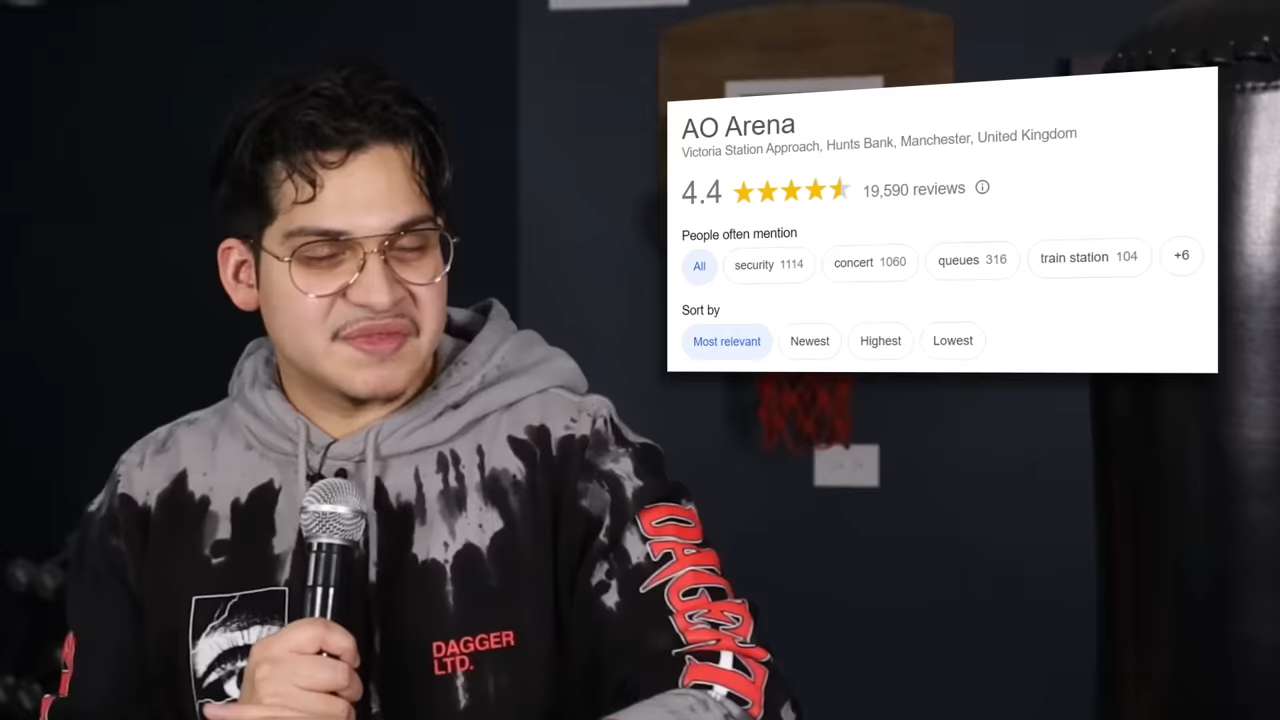 AO Arena
Victoria Station Approach, Hunts Bank, Manchester, United Kingdom
4.4 19,590 reviews
People often mention
All security 1114 concert 1060 queues 316 train station 104 +6
Sort by
Most relevant Newest Highest Lowest
DAGGER
LTD.